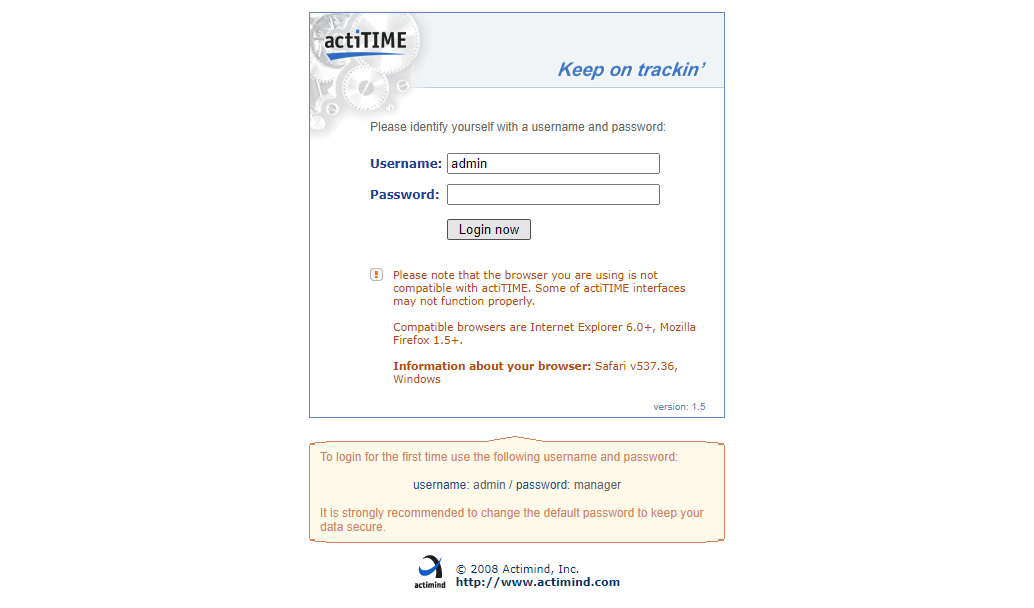 actiTIME
Keep on trackin'
Please identify yourself with a username and password:
Username: admin
Password:
Login now
Please note that the browser you are using is not
compatible with actiTIME. Some of actiTIME interfaces
may not function properly.
Compatible browsers are Internet Explorer 6.0+, Mozilla
Firefox 1.5+.
Information about your browser: Safari v537.36,
Windows
version: 1.5
To login for the first time use the following username and password:
username: admin / password: manager
It is strongly recommended to change the default password to keep your
data secure.
actimind
© 2008 Actimind, Inc.
http://www.actimind.com